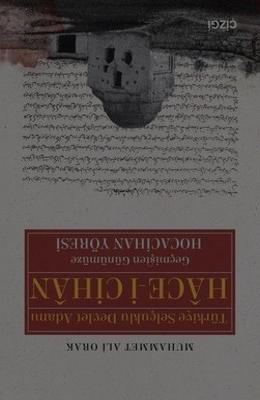 MUHAMMET ALİ ORAK
Türkiye Selçuklu Devlet Adamı
HÂCE-İ CİHÂN
Geçmişten Günümüze
HOCACİHAN YÖRESİ
çizgi